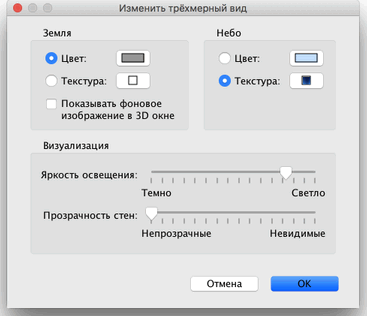 Изменить трёхмерный вид
Земля
Небо
Цвет:
Цвет:
Текстура:
Текстура:
Показывать фоновое
изображение в 3D окне
Визуализация
Яркость освещения:
Темно
Светло
Прозрачность стен:
Непрозрачные
Невидимые
Отмена
OK